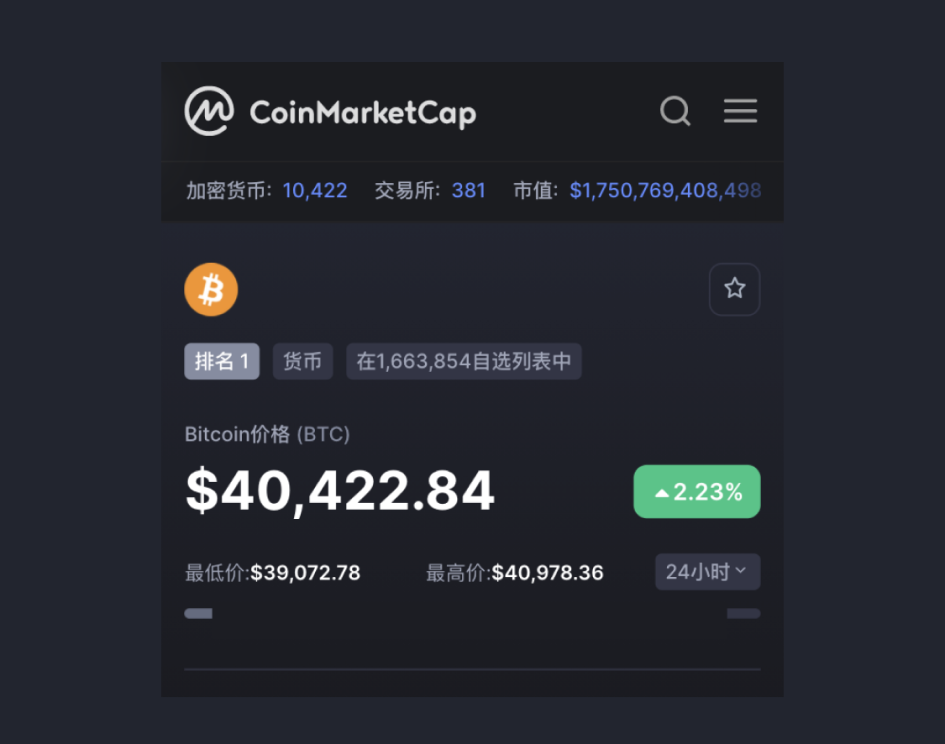 CoinMarketCap
加密货币: 10,422 交易所: 381 市值: $1,750,769,408,498
排名 1 货币 在1,663,854自选列表中
Bitcoin价格 (BTC)
$40,422.84 2.23%
最低价:$39,072.78 最高价:$40,978.36 24小时